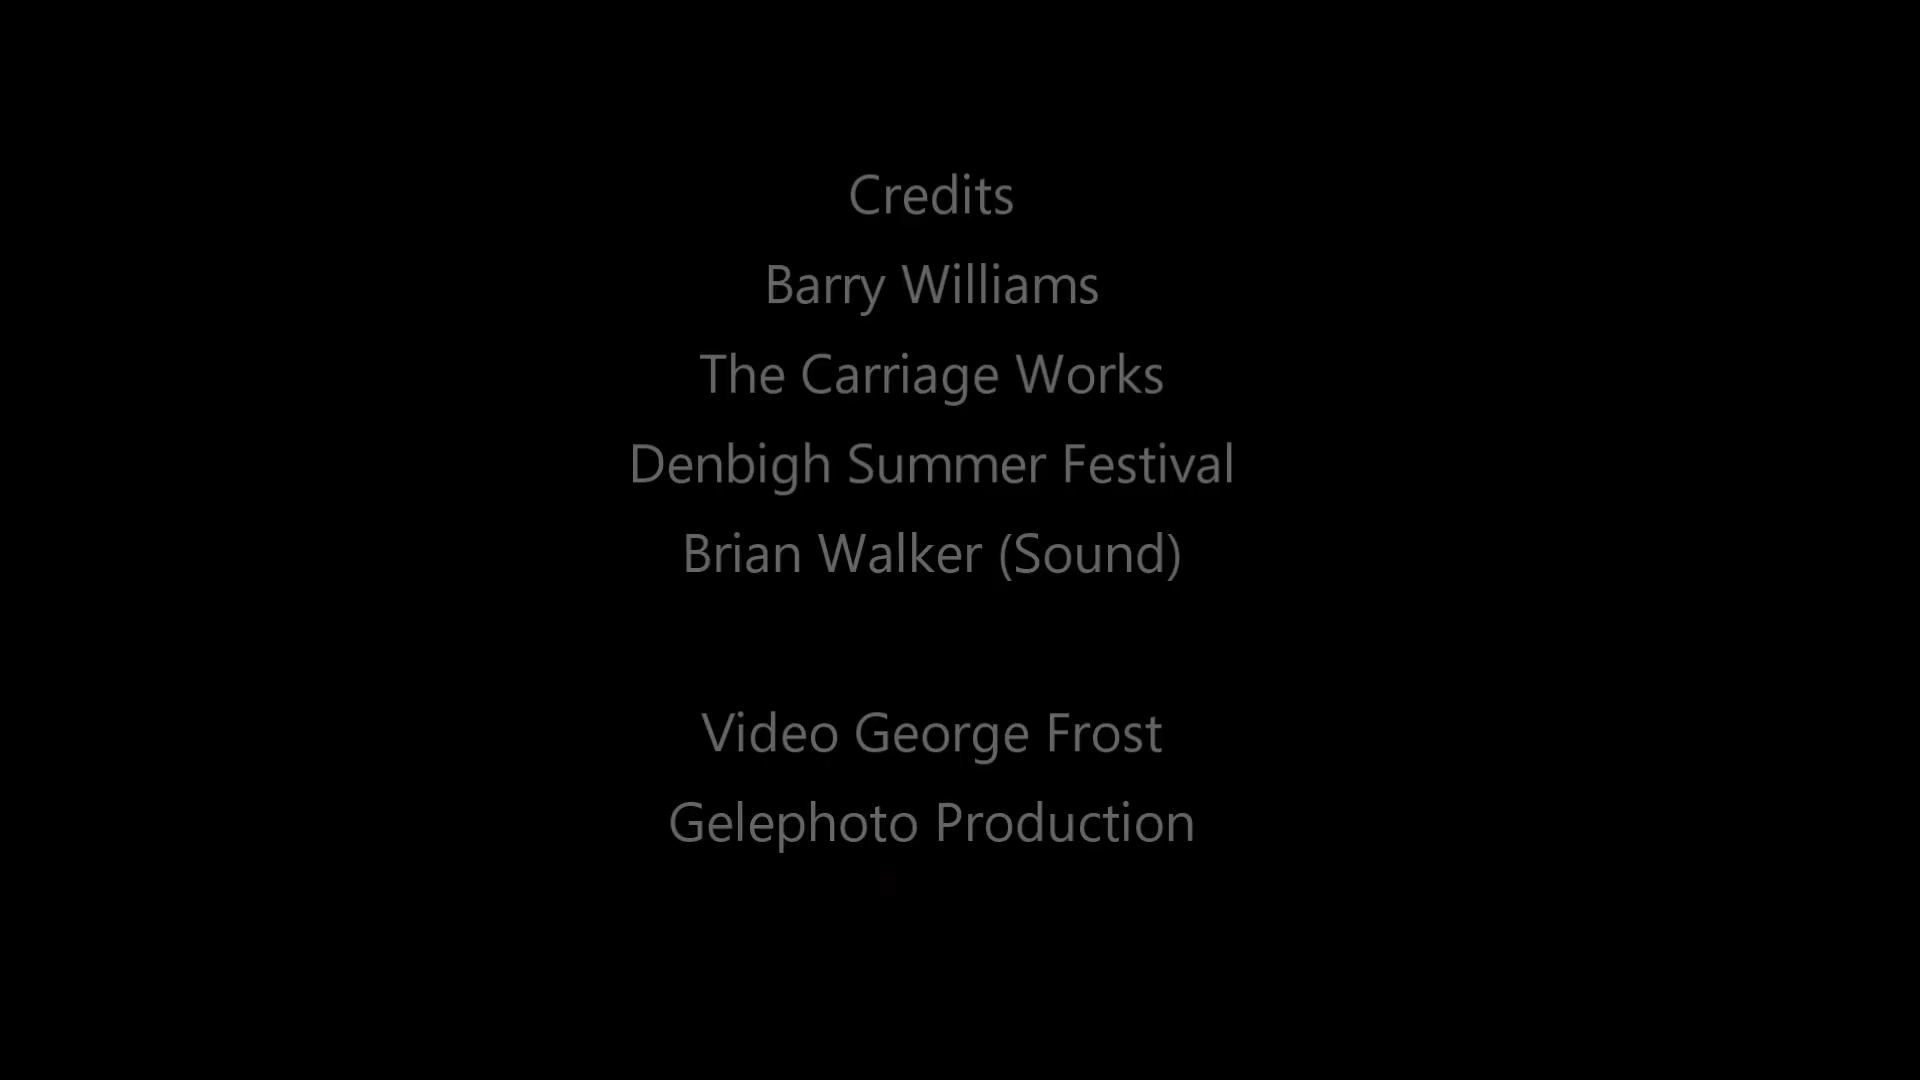 Credits
Barry Williams
The Carriage Works
Denbigh Summer Festival
Brian Walker (Sound)
Video George Frost
Gelephoto Production